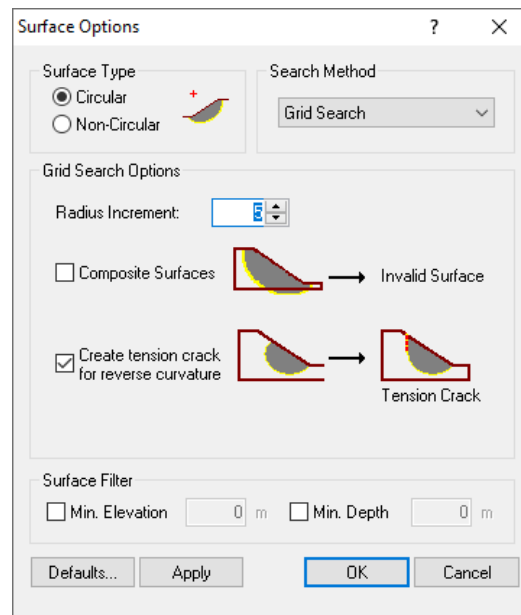 Surface Options
?
Surface Type
Circular
Non-Circular
Search Method
Grid Search
Grid Search Options
Radius Increment:
5
Composite Surfaces
Invalid Surface
Create tension crack
for reverse curvature
Tension Crack
Surface Filter
Min. Elevation 0 m
Min. Depth 0 m
Defaults... Apply OK Cancel